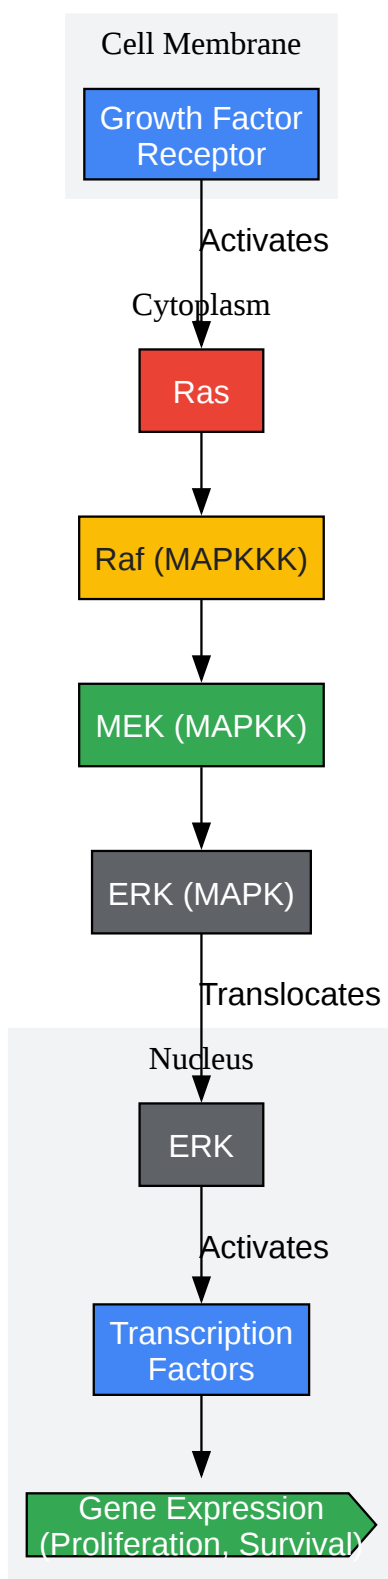 Cell Membrane
Growth Factor
Receptor
Activates
Cytoplasm
Ras
Raf (MAPKKK)
MEK (MAPKK)
ERK (MAPK)
Translocates
Nucleus
ERK
Activates
Transcription
Factors
Gene Expression
(Proliferation, Survival)